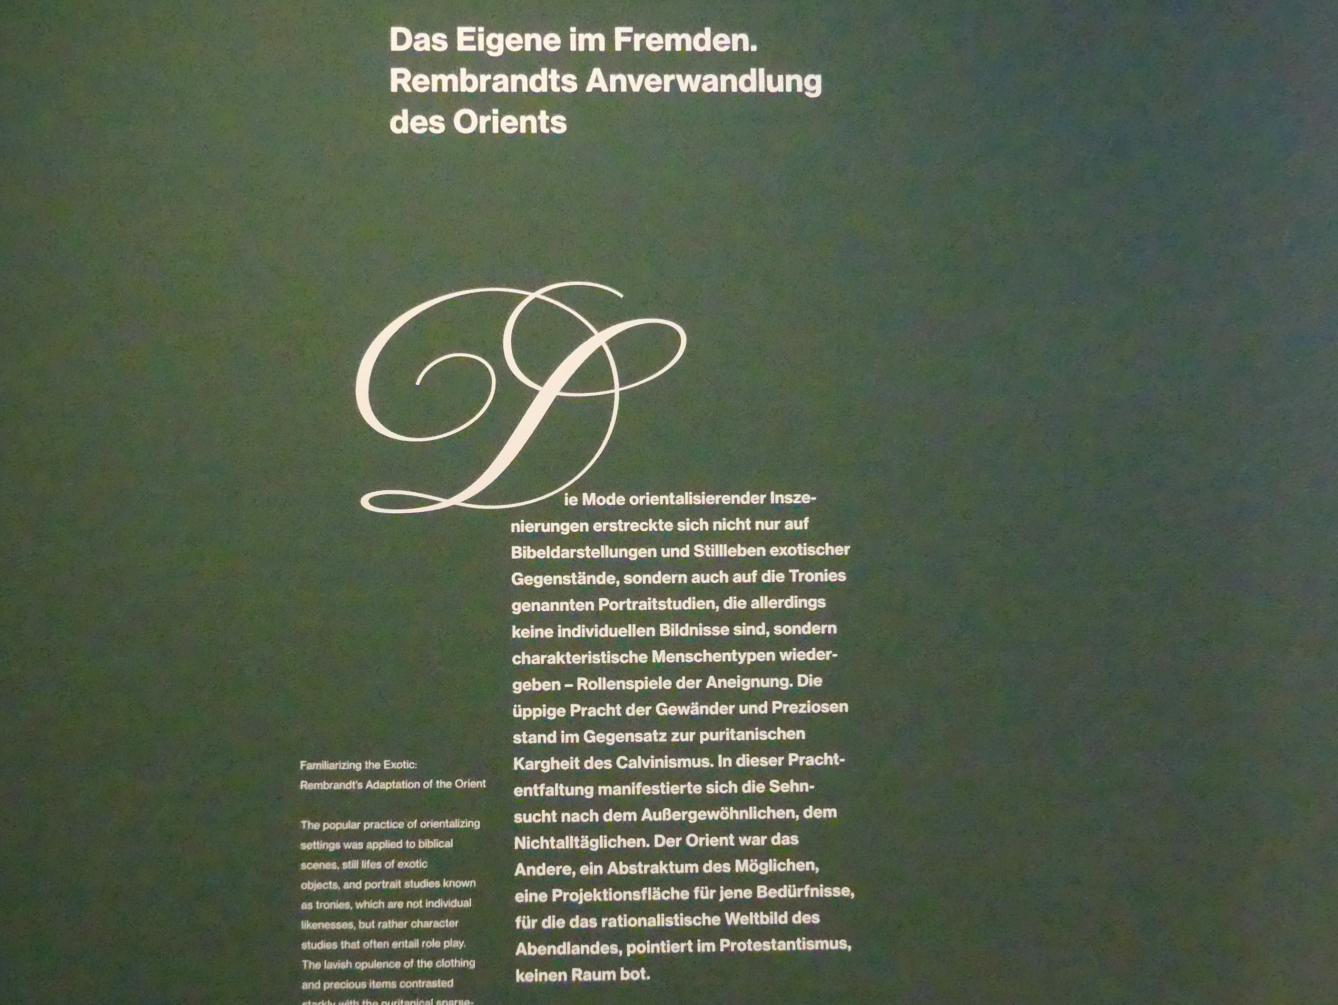 Das Eigene im Fremden.
Rembrandts Anverwandlung
des Orients
Die Mode orientalisierender Insze-
nierungen erstreckte sich nicht nur auf
Bibeldarstellungen und Stillleben exotischer
Gegenstände, sondern auch auf die Tronies
genannten Portraitstudien, die allerdings
keine individuellen Bildnisse sind, sondern
charakteristische Menschentypen wieder-
geben – Rollenspiele der Aneignung. Die
üppige Pracht der Gewänder und Preziosen
stand im Gegensatz zur puritanischen
Kargheit des Calvinismus. In dieser Pracht-
entfaltung manifestierte sich die Sehn-
sucht nach dem Außergewöhnlichen, dem
Nichtalltäglichen. Der Orient war das
Andere, ein Abstraktum des Möglichen,
eine Projektionsfläche für jene Bedürfnisse,
für die das rationalistische Weltbild des
Abendlandes, pointiert im Protestantismus,
keinen Raum bot.
Familiarizing the Exotic:
Rembrandt's Adaptation of the Orient
The popular practice of orientalizing
settings was applied to biblical
scenes, still lifes of exotic
objects, and portrait studies known
as tronies, which are not individual
likenesses, but rather character
studies that often entail role play.
The lavish opulence of the clothing
and precious items contrasted
starkly with the puritanical sparse-